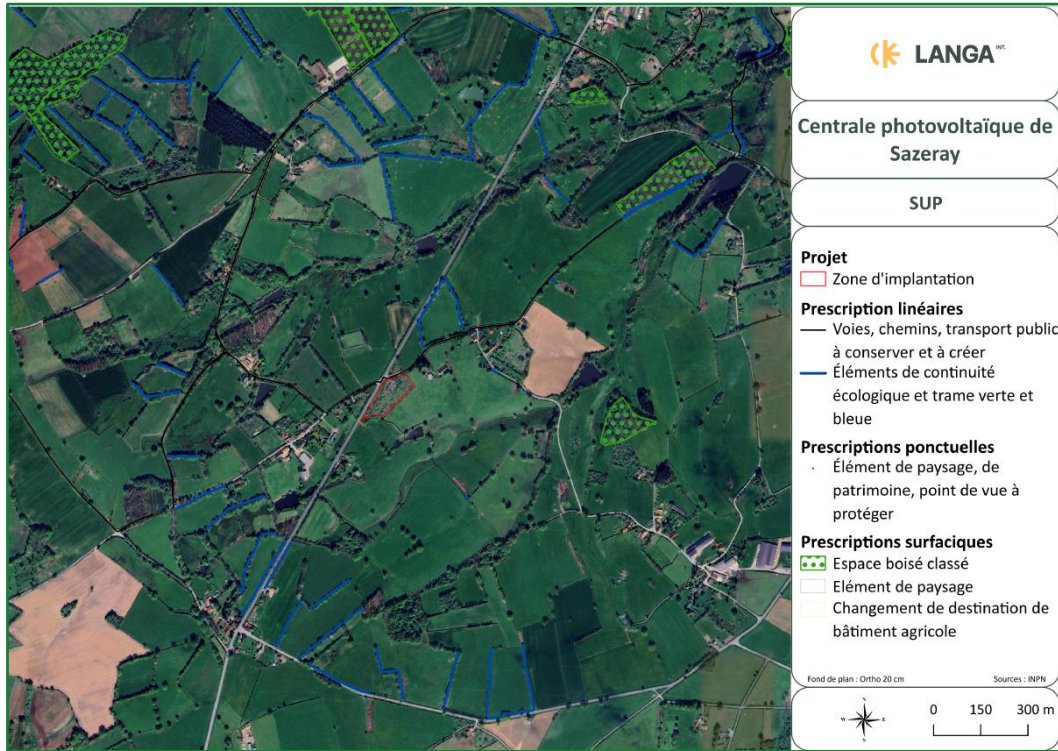 LANGA INT.
Centrale photovoltaïque de
Sazeray
SUP
Projet
Zone d'implantation
Prescription linéaires
Voies, chemins, transport public
à conserver et à créer
Éléments de continuité
écologique et trame verte et
bleue
Prescriptions ponctuelles
Élément de paysage, de
patrimoine, point de vue à
protéger
Prescriptions surfaciques
Espace boisé classé
Elément de paysage
Changement de destination de
bâtiment agricole
Fond de plan : Ortho 20 cm
Sources : INPN
N
W
E
S
0 150 300 m